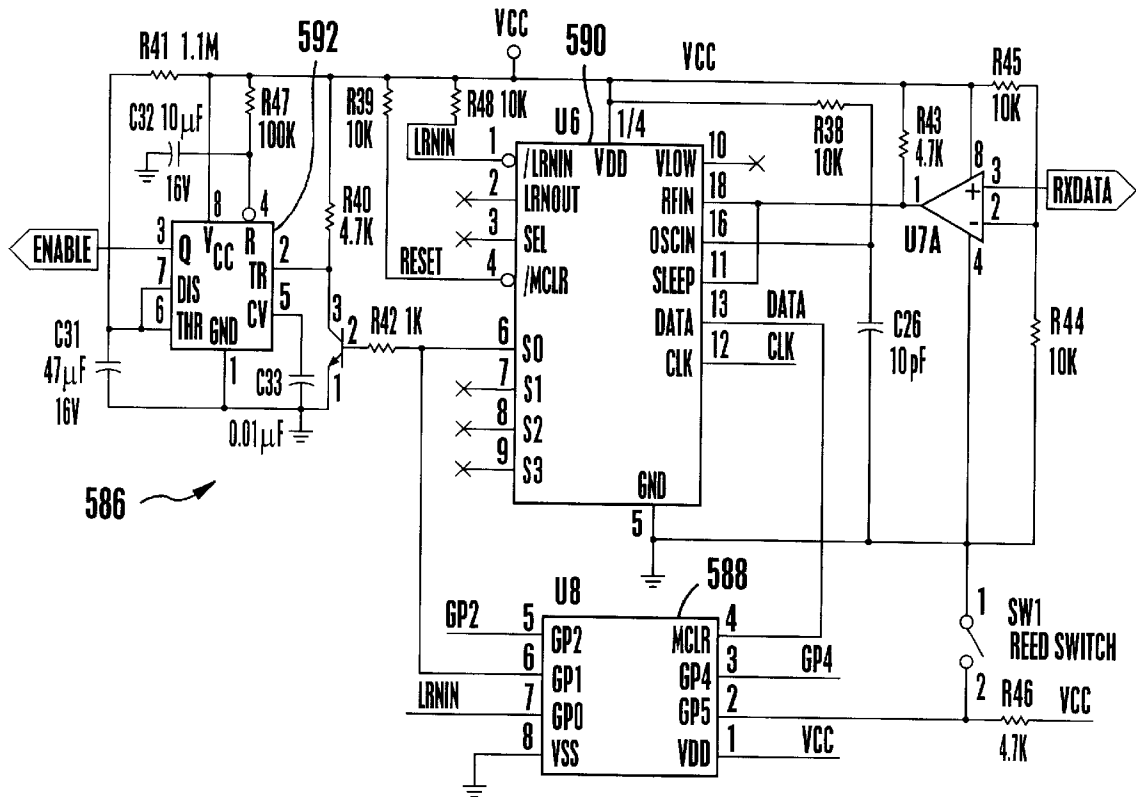 VCC
592
590
VCC
R41 1.1M
R45
10K
C32 10µF
16V
R47
100K
R39
10K
R48 10K
LRNIN
U6
1/4
VDD
R38
10K
R43
4.7K
1
/LRNIN
2
LRNOUT
3
SEL
4
/MCLR
RESET
VLOW
10
RFIN
18
OSCIN
16
SLEEP
11
DATA
13
DATA
CLK
12
CLK
1
8
3
+
2
-
4
U7A
RXDATA
8
4
VCC
R
R40
4.7K
ENABLE
3
Q
7
DIS
6
THR
GND
1
TR
2
CV
5
C31
47µF
16V
C33
0.01µF
3
2
1
R42 1K
6
S0
7
S1
8
S2
9
S3
GND
5
C26
10pF
R44
10K
586
U8
588
GP2
5
GP2
6
GP1
LRNIN
7
GP0
8
VSS
MCLR
4
GP4
3
GP4
GP5
2
VDD
1
VCC
1
SW1
REED SWITCH
2
R46
4.7K
VCC